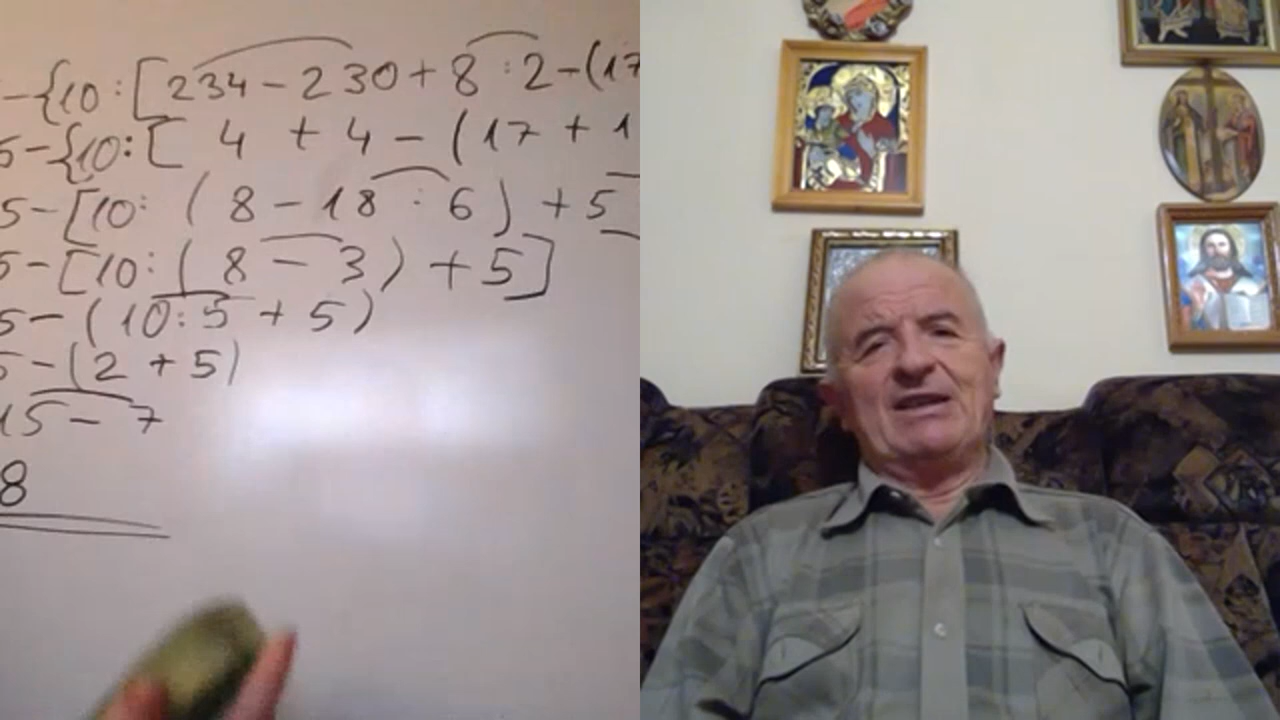 -{10:[234-230+8:2-(17
5-{10:[ 4 + 4 - (17 + 1
5-[10: ( 8 - 18 : 6 ) + 5
5-[10: ( 8 - 3 ) + 5]
5-(10:5 + 5)
5-(2 + 5)
15 - 7
8